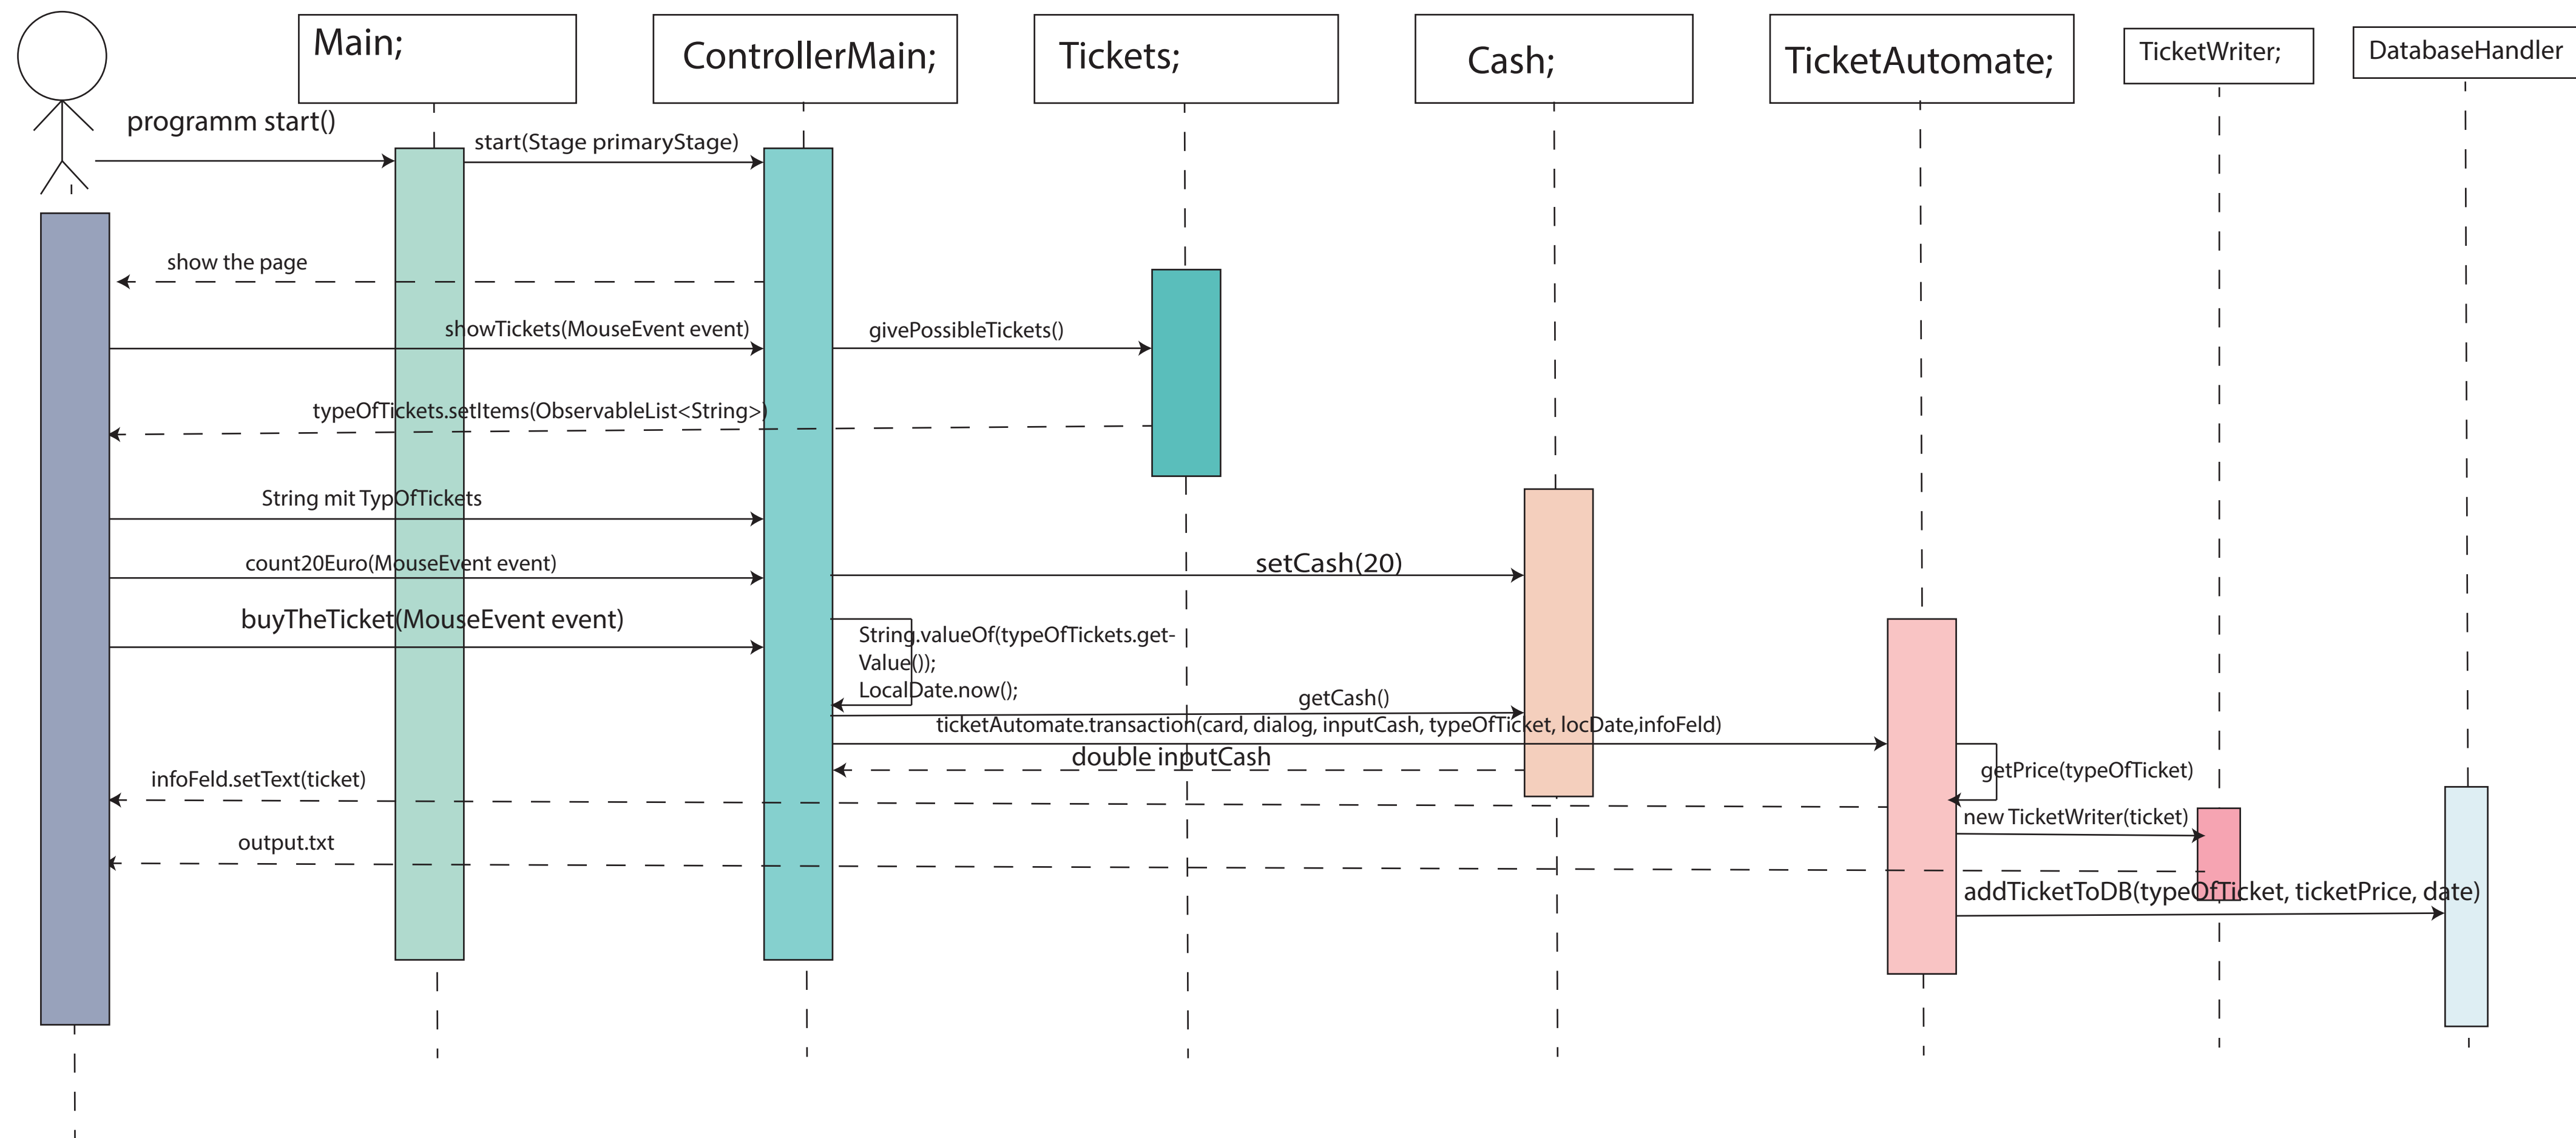 Main;
ControllerMain;
Tickets;
Cash;
TicketAutomate;
TicketWriter;
DatabaseHandler
programm start()
start(Stage primaryStage)
show the page
showTickets(MouseEvent event)
givePossibleTickets()
typeOfTickets.setItems(ObservableList<String>)
String mit TypOfTickets
count20Euro(MouseEvent event)
setCash(20)
buyTheTicket(MouseEvent event)
String.valueOf(typeOfTickets.get-
Value());
LocalDate.now();
getCash()
ticketAutomate.transaction(card, dialog, inputCash, typeOfTicket, locDate,infoFeld)
double inputCash
getPrice(typeOfTicket)
infoFeld.setText(ticket)
new TicketWriter(ticket)
output.txt
addTicketToDB(typeOfTicket, ticketPrice, date)